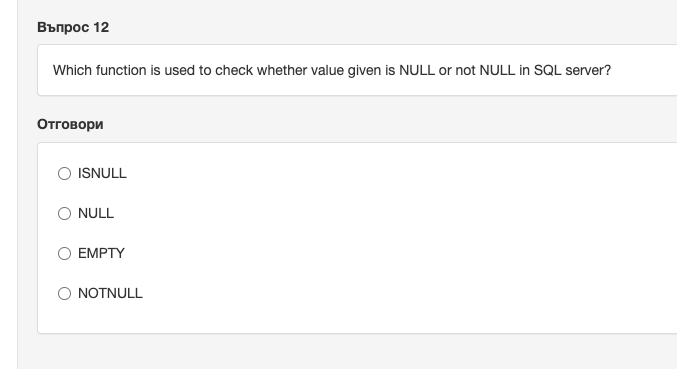 Въпрос 12
Which function is used to check whether value given is NULL or not NULL in SQL server?
Отговори
ISNULL
NULL
EMPTY
NOTNULL